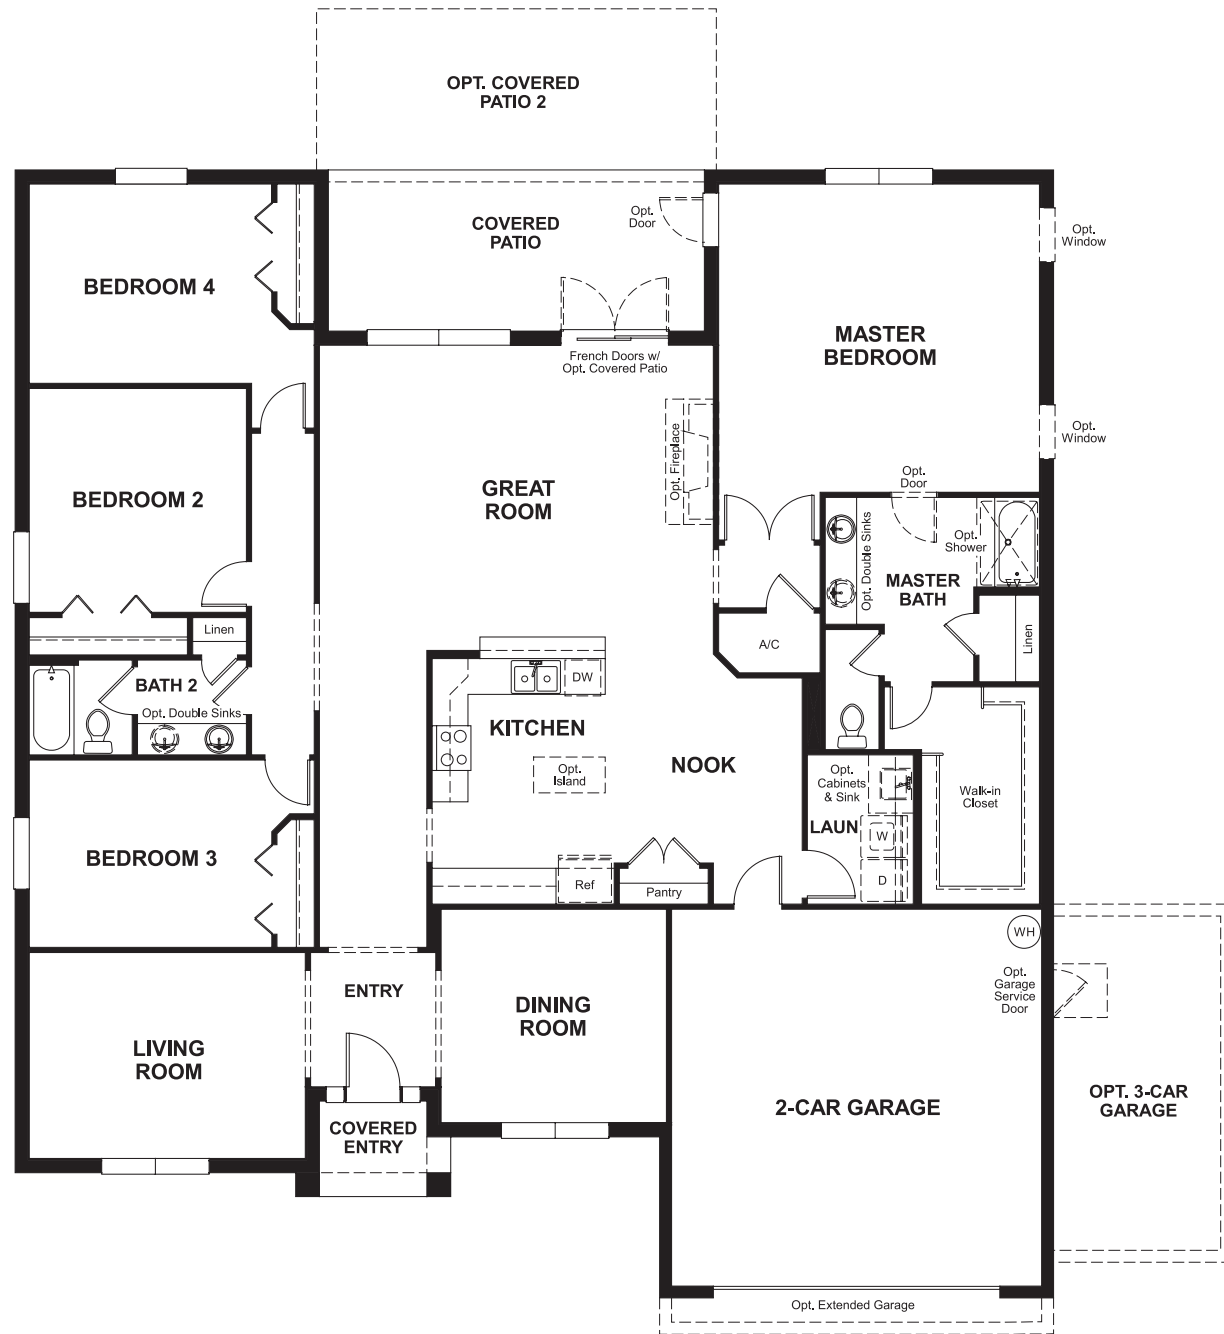 OPT. COVERED
PATIO 2
COVERED
PATIO
Opt.
Door
Opt.
Window
BEDROOM 4
MASTER
BEDROOM
French Doors w/
Opt. Covered Patio
Opt. Fireplace
Opt.
Window
BEDROOM 2
GREAT
ROOM
Opt.
Door
Opt. Double Sinks
Opt.
Shower
MASTER
BATH
Linen
Linen
A/C
BATH 2
Opt. Double Sinks
DW
KITCHEN
Opt.
Island
NOOK
Opt.
Cabinets
& Sink
Walk-in
Closet
LAUN
W
D
BEDROOM 3
Ref
Pantry
WH
Opt.
Garage
Service
Door
ENTRY
DINING
ROOM
LIVING
ROOM
COVERED
ENTRY
2-CAR GARAGE
OPT. 3-CAR
GARAGE
Opt. Extended Garage